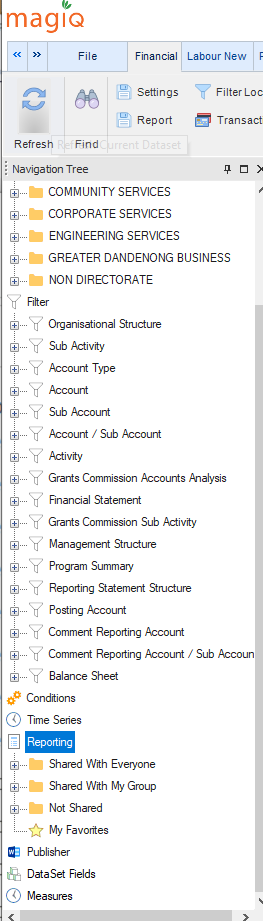 magiq
« » File Financial Labour New
Settings Filter Loc
Report Transact
Refresh Find
Refresh Current Dataset
Navigation Tree
COMMUNITY SERVICES
CORPORATE SERVICES
ENGINEERING SERVICES
GREATER DANDENONG BUSINESS
NON DIRECTORATE
Filter
Organisational Structure
Sub Activity
Account Type
Account
Sub Account
Account / Sub Account
Activity
Grants Commission Accounts Analysis
Financial Statement
Grants Commission Sub Activity
Management Structure
Program Summary
Reporting Statement Structure
Posting Account
Comment Reporting Account
Comment Reporting Account / Sub Accoun
Balance Sheet
Conditions
Time Series
Reporting
Shared With Everyone
Shared With My Group
Not Shared
My Favorites
Publisher
DataSet Fields
Measures